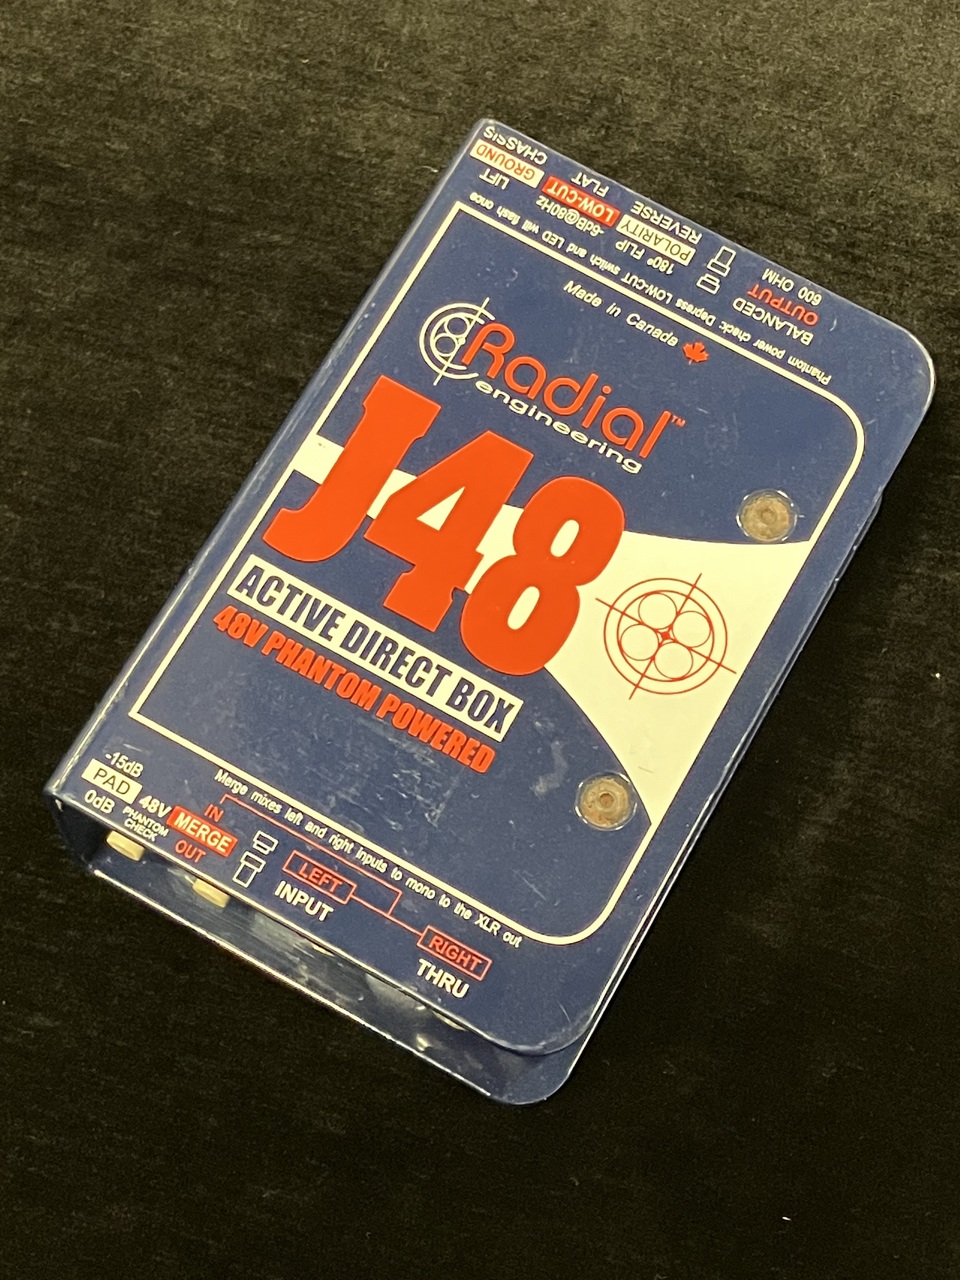 CHASSIS
GROUND
LIFT
FLAT
LOW-CUT
-6dB@80Hz
REVERSE
POLARITY
180° FLIP
600 OHM
OUTPUT
BALANCED
Phantom power check: Depress LOW-CUT switch and LED will flash once
Made in Canada
Radial™
engineering
J48
ACTIVE DIRECT BOX
48V PHANTOM POWERED
Merge mixes left and right inputs to mono to the XLR out
-15dB
PAD
0dB
48V
PHANTOM
CHECK
IN
MERGE
OUT
LEFT
INPUT
RIGHT
THRU